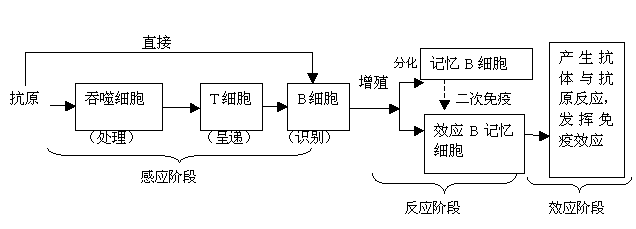 直接
抗原
吞噬细胞
(处理)
T细胞
(呈递)
B细胞
(识别)
增殖
分化
记忆B细胞
二次免疫
效应B记忆
细胞
产生抗
体与抗
原反应,
发挥免
疫效应
感应阶段
反应阶段
效应阶段